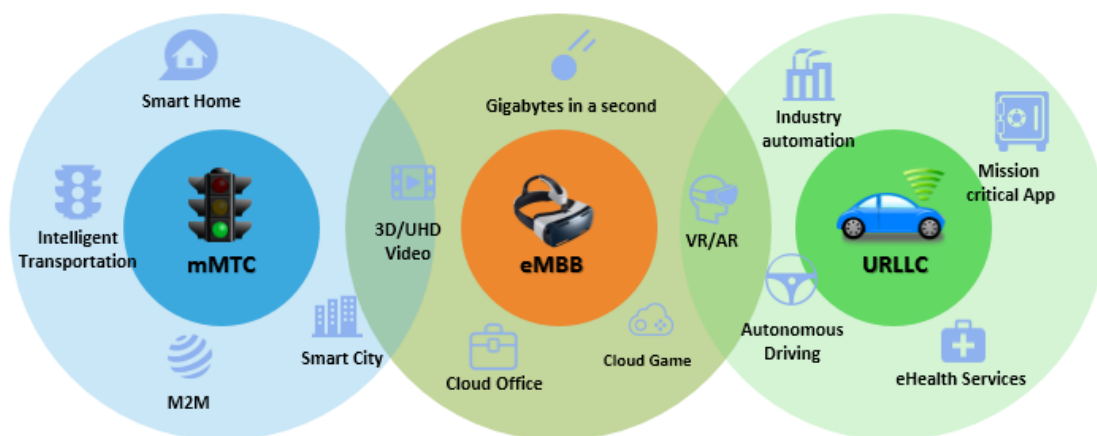 Smart Home
Intelligent
Transportation
mMTC
M2M
Smart City
3D/UHD
Video
Gigabytes in a second
eMBB
Cloud Office
Cloud Game
VR/AR
Industry
automation
Mission
critical App
URLLC
Autonomous
Driving
eHealth Services